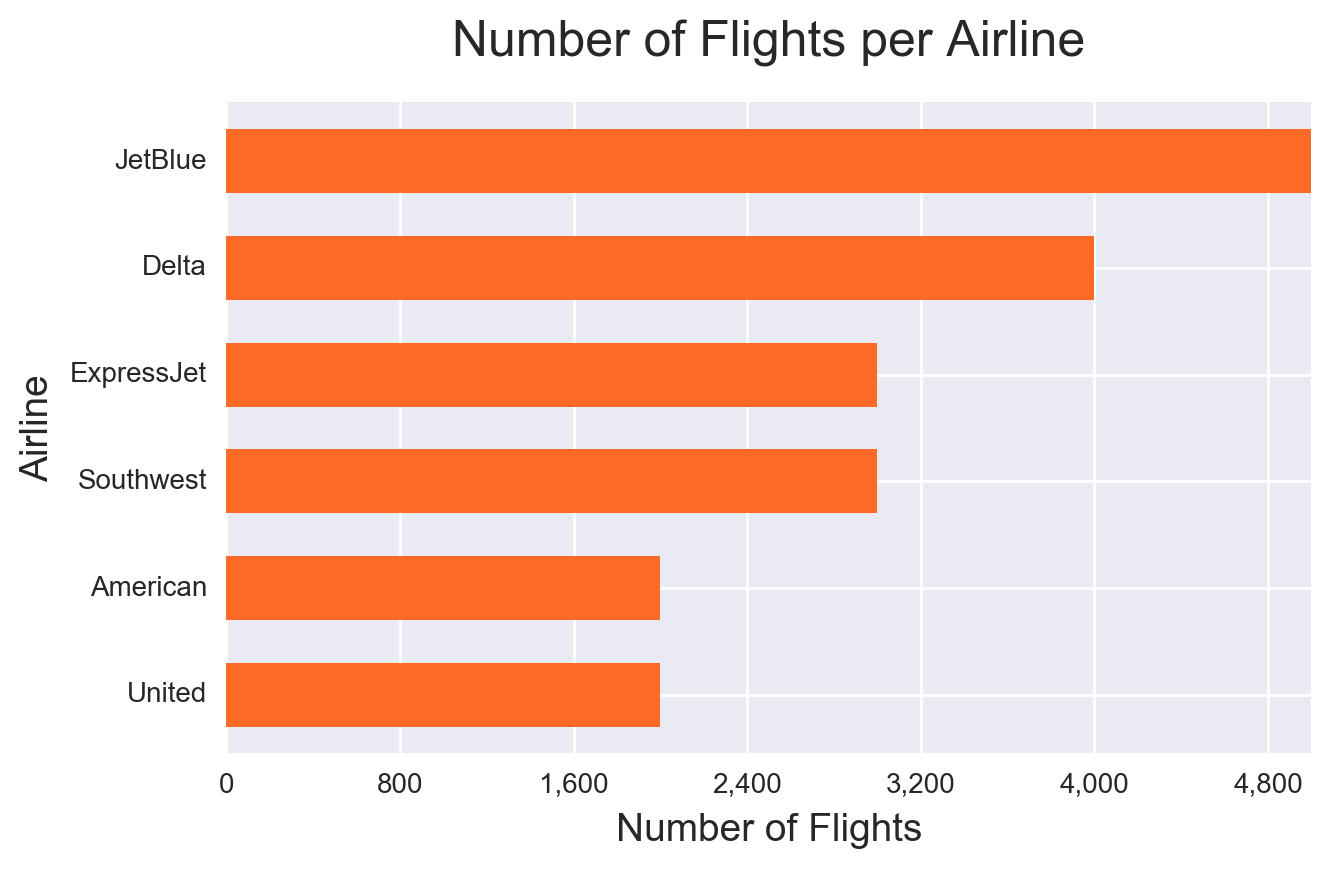 Number of Flights per Airline
JetBlue
Delta
ExpressJet
Southwest
American
United
Airline
0 800 1,600 2,400 3,200 4,000 4,800
Number of Flights